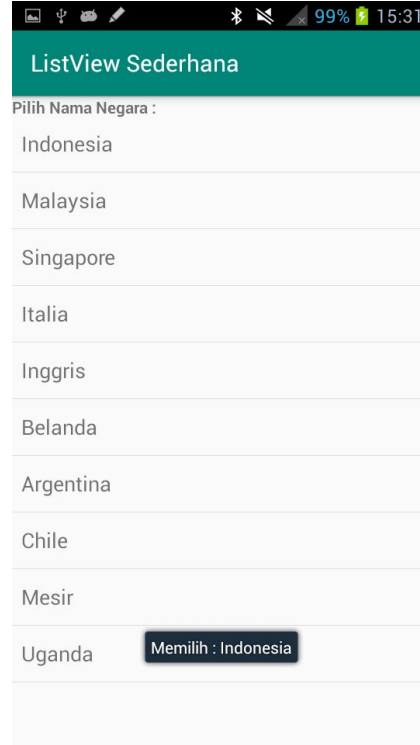 99% 15:31
ListView Sederhana
Pilih Nama Negara :
Indonesia
Malaysia
Singapore
Italia
Inggris
Belanda
Argentina
Chile
Mesir
Uganda
Memilih : Indonesia